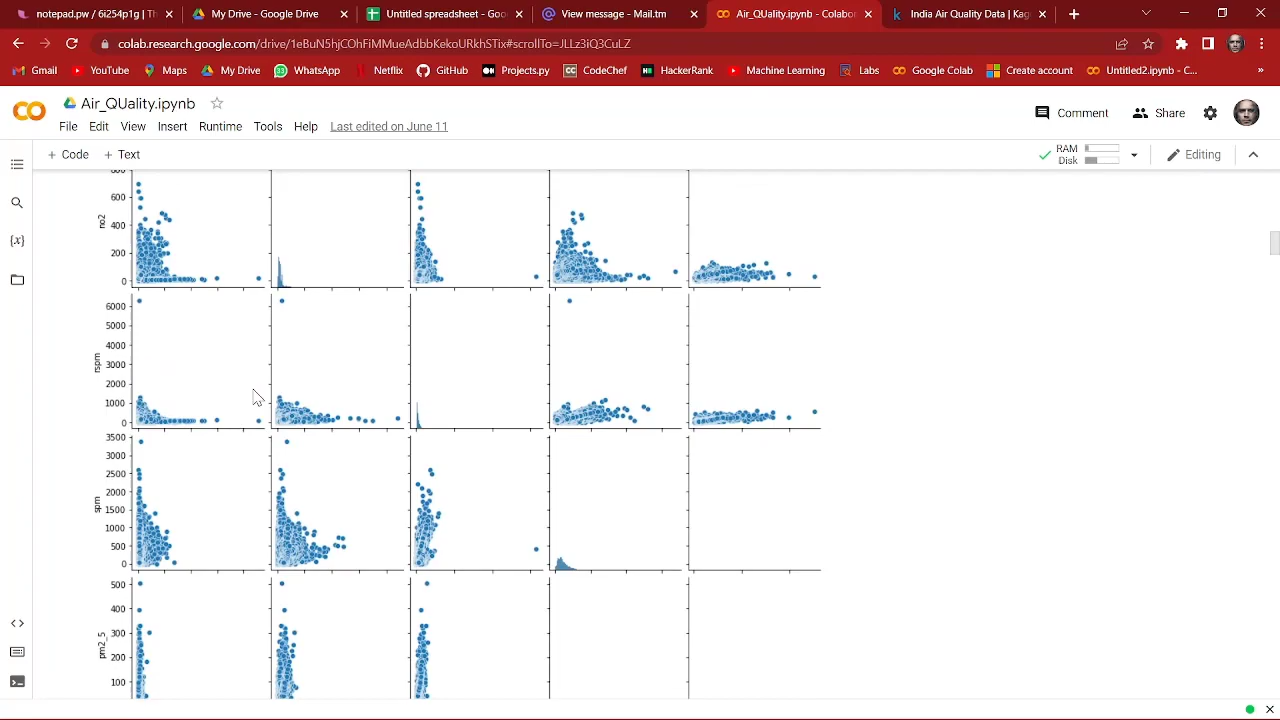 notepad.pw / 6i254p1g | Th
My Drive - Google Drive
Untitled spreadsheet - Goo
View message - Mail.tm
Air_QUality.ipynb - Colabor
India Air Quality Data | Kag
colab.research.google.com/drive/1eBuN5hjCOhFiMMueAdbbKekoURkhSTix#scrollTo=JLLz3iQ3CuLZ
Gmail
YouTube
Maps
My Drive
WhatsApp
Netflix
GitHub
Projects.py
CodeChef
HackerRank
Machine Learning
Labs
Google Colab
Create account
Untitled2.ipynb - C...
»
Air_QUality.ipynb
Comment
Share
File Edit View Insert Runtime Tools Help Last edited on June 11
+ Code + Text
RAM
Disk
Editing
{x}
800
600
400
200
0
no2
6000
5000
4000
3000
2000
1000
0
rspm
3500
3000
2500
2000
1500
1000
500
0
spm
500
400
300
200
100
pm2_5